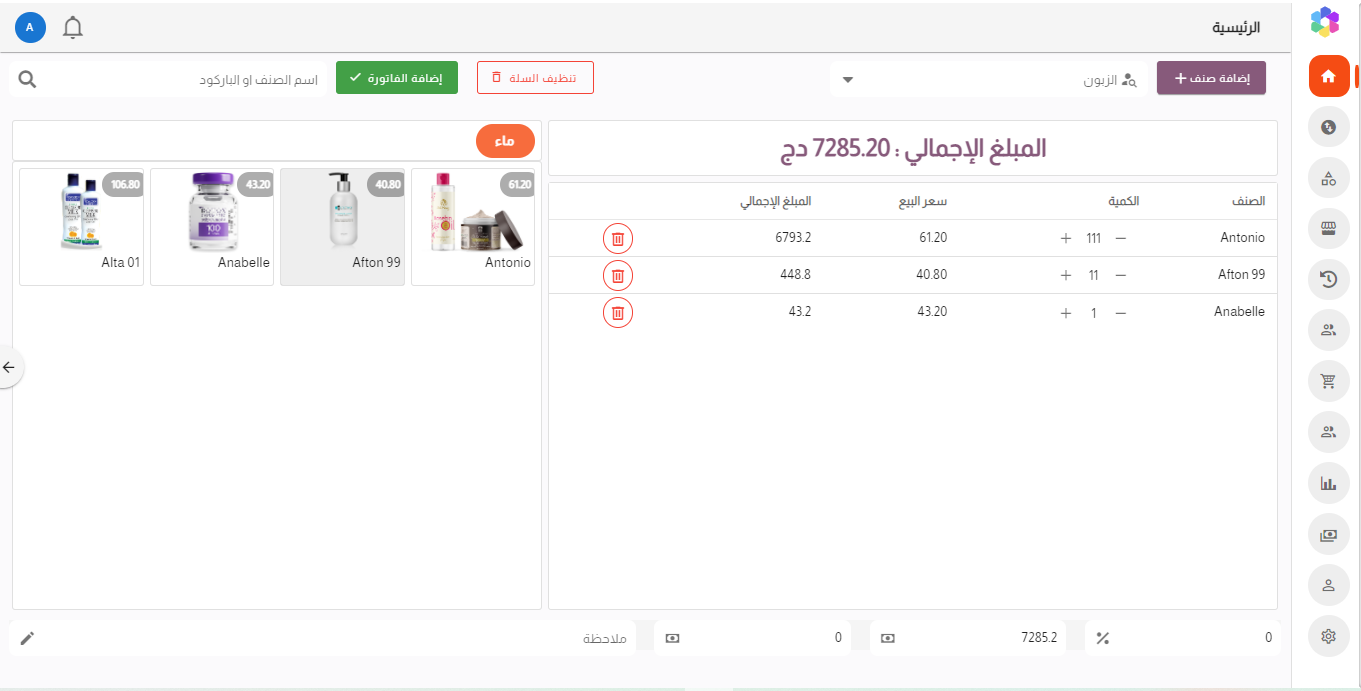 الرئيسية
A
إضافة صنف +
الزبون
تنظيف السلة
إضافة الفاتورة
اسم الصنف او الباركود
المبلغ الإجمالي : 7285.20 دج
الصنف الكمية سعر البيع المبلغ الإجمالي
Antonio − 111 + 61.20 6793.2
Afton 99 − 11 + 40.80 448.8
Anabelle − 1 + 43.20 43.2
ماء
61.20
Antonio
40.80
Afton 99
43.20
100
Anabelle
106.80
Alta 01
0
7285.2
0
ملاحظة